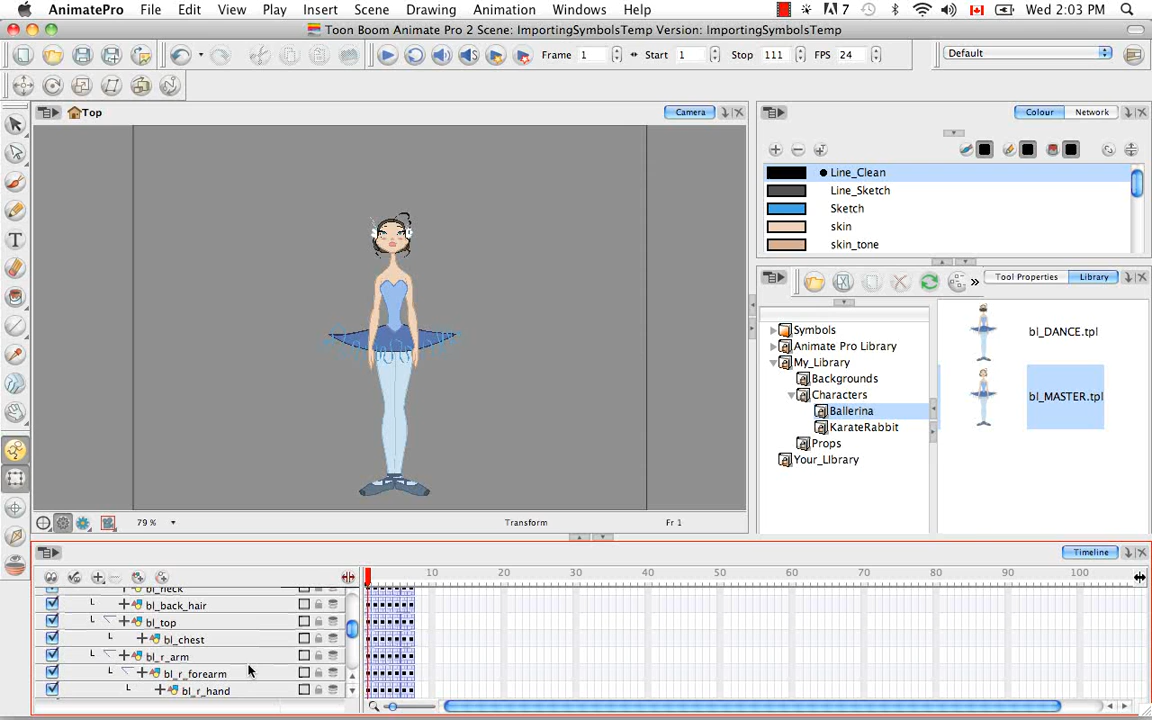 AnimatePro File Edit View Play Insert Scene Drawing Animation Windows Help 7 Wed 2:03 PM
Toon Boom Animate Pro 2 Scene: ImportingSymbolsTemp Version: ImportingSymbolsTemp
Frame 1 Start 1 Stop 111 FPS 24 Default
Top Camera Colour Network
Line_Clean
Line_Sketch
Sketch
skin
skin_tone
» Tool Properties Library
Symbols
Animate Pro Library
My_Library
Backgrounds
Characters
Ballerina
KarateRabbit
Props
Your_LIbrary
bl_DANCE.tpl
bl_MASTER.tpl
79 % Transform Fr 1
Timeline
10 20 30 40 50 60 70 80 90 100
bl_neck
bl_back_hair
bl_top
bl_chest
bl_r_arm
bl_r_forearm
bl_r_hand